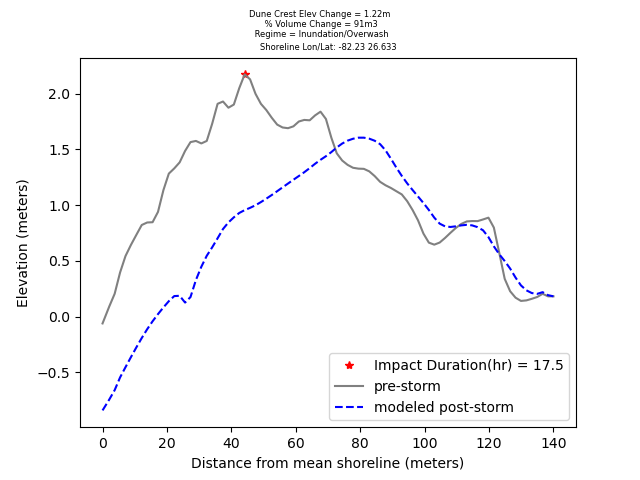 Dune Crest Elev Change = 1.22m
% Volume Change = 91m3
Regime = Inundation/Overwash
Shoreline Lon/Lat: -82.23 26.633
2.0
1.5
1.0
0.5
0.0
−0.5
Elevation (meters)
Impact Duration(hr) = 17.5
pre-storm
modeled post-storm
0 20 40 60 80 100 120 140
Distance from mean shoreline (meters)